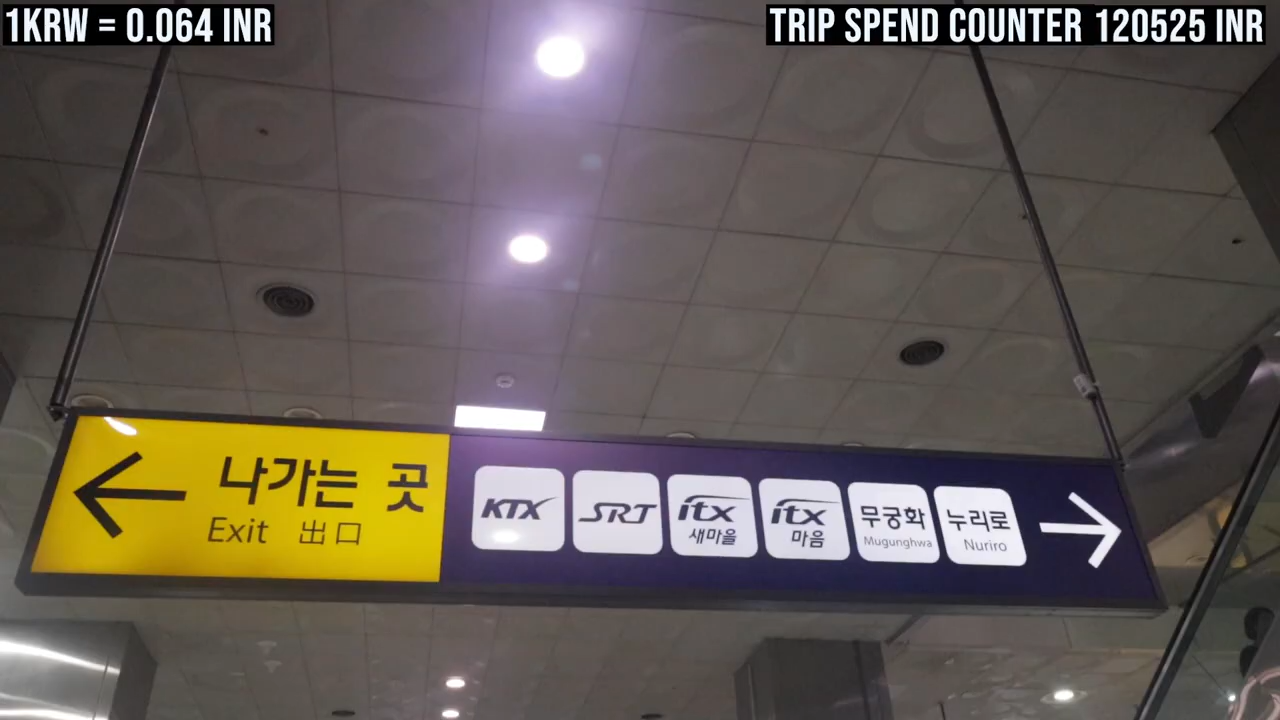 1KRW = 0.064 INR
TRIP SPEND COUNTER 120525 INR
나가는 곳
Exit 出口
KTX
SRT
itx
새마을
itx
마음
무궁화
Mugunghwa
누리로
Nuriro